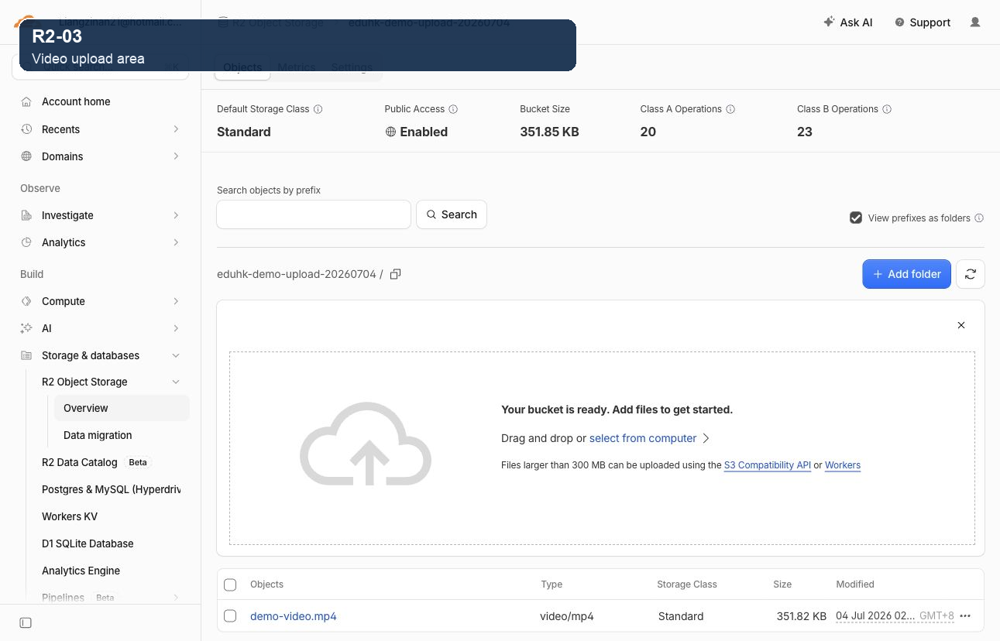 Liangzinan21@hotmail.c...
R2 Object Storage
eduhk-demo-upload-20260704
R2-03
Video upload area
Ask AI
Support
Objects
Metrics
Settings
Default Storage Class
Public Access
Bucket Size
Class A Operations
Class B Operations
Standard
Enabled
351.85 KB
20
23
Account home
Recents
Domains
Observe
Investigate
Analytics
Build
Compute
AI
Storage & databases
R2 Object Storage
Overview
Data migration
R2 Data Catalog Beta
Postgres & MySQL (Hyperdriv
Workers KV
D1 SQLite Database
Analytics Engine
Pipelines Beta
Search objects by prefix
Search
View prefixes as folders
eduhk-demo-upload-20260704 /
+ Add folder
Your bucket is ready. Add files to get started.
Drag and drop or select from computer
Files larger than 300 MB can be uploaded using the S3 Compatibility API or Workers
Objects Type Storage Class Size Modified
demo-video.mp4 video/mp4 Standard 351.82 KB 04 Jul 2026 02... GMT+8